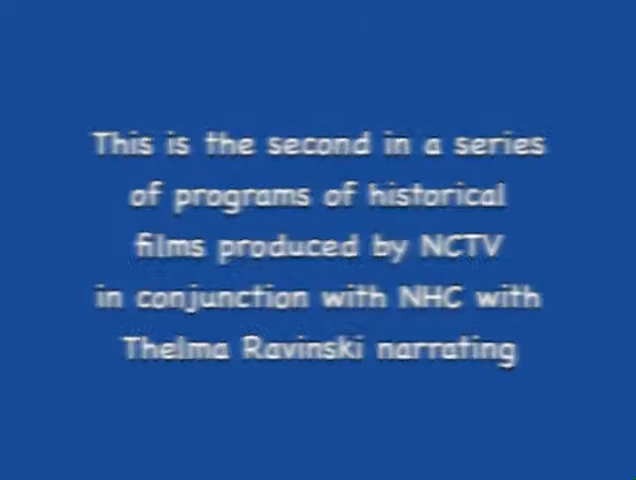 This is the second in a series
of programs of historical
films produced by NCTV
in conjunction with NHC with
Thelma Ravinski narrating